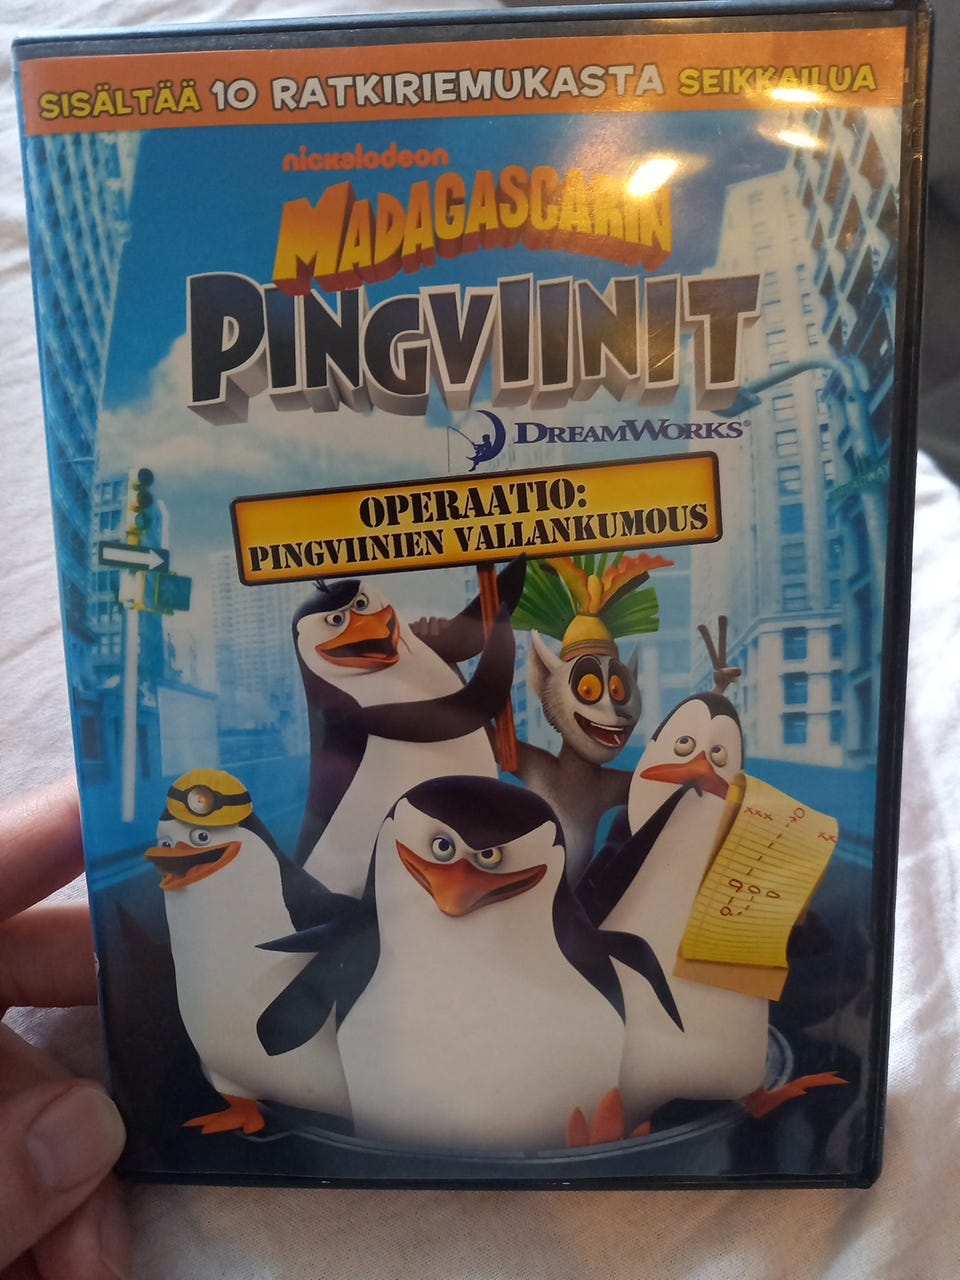 SISÄLTÄÄ 10 RATKIRIEMUKASTA SEIKKAILUA
nickelodeon
MADAGASCARIN
PINGVIINIT
DREAMWORKS®
OPERAATIO:
PINGVIINIEN VALLANKUMOUS